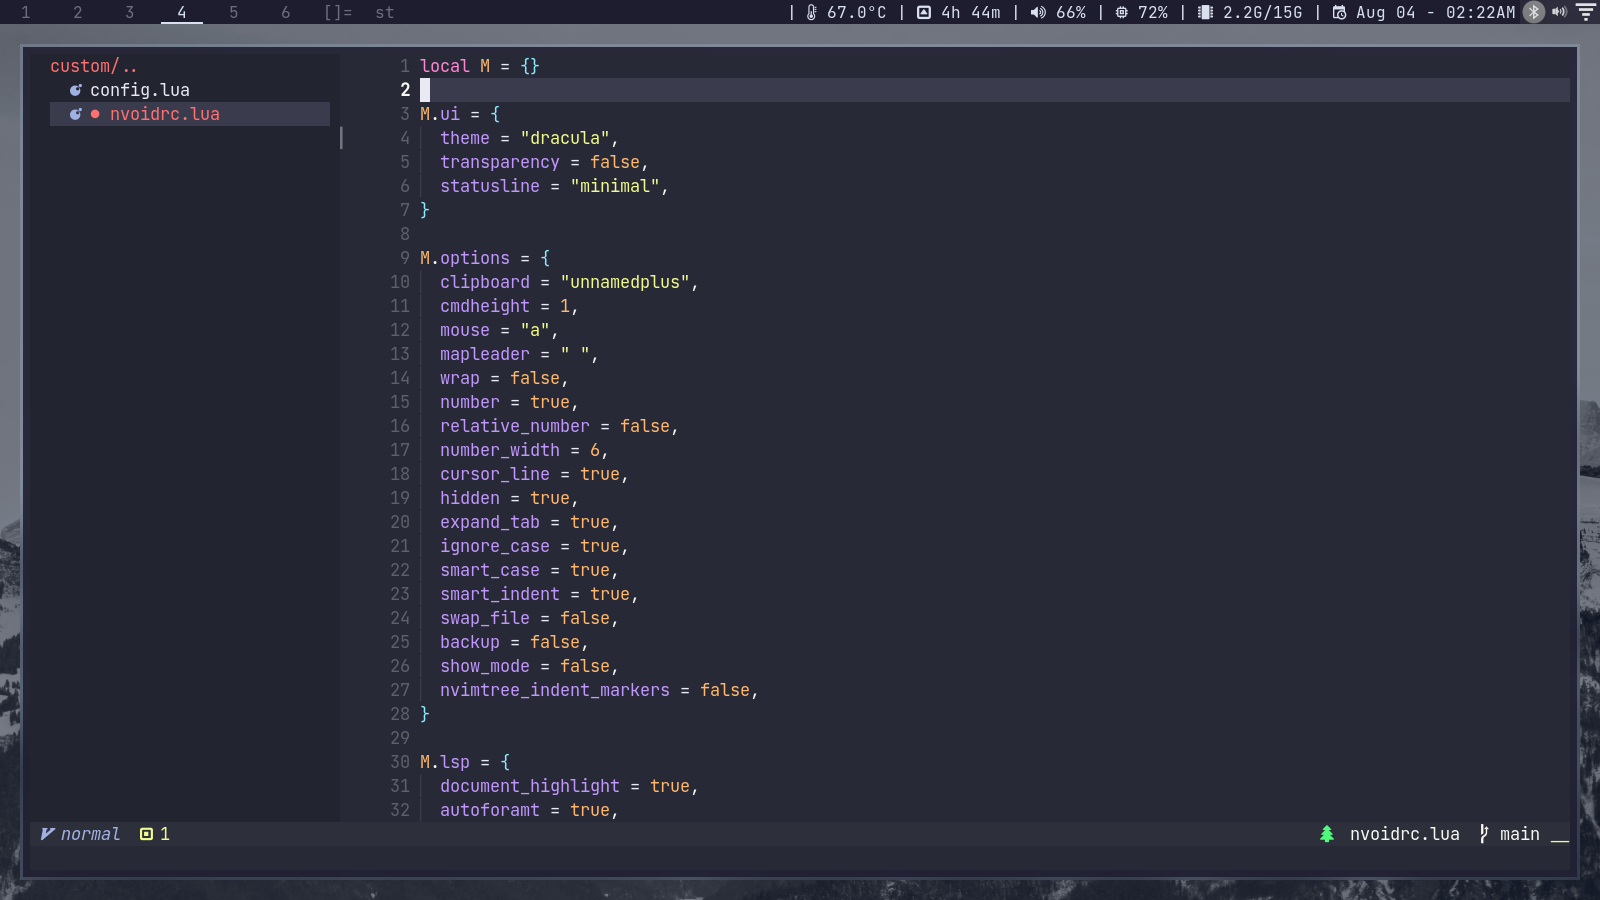 1 2 3 4 5 6 []= st | 67.0°C | 4h 44m | 66% | 72% | 2.2G/15G | Aug 04 - 02:22AM
custom/..
config.lua
nvoidrc.lua
1 local M = {}
2
3 M.ui = {
4 theme = "dracula",
5 transparency = false,
6 statusline = "minimal",
7 }
8
9 M.options = {
10 clipboard = "unnamedplus",
11 cmdheight = 1,
12 mouse = "a",
13 mapleader = " ",
14 wrap = false,
15 number = true,
16 relative_number = false,
17 number_width = 6,
18 cursor_line = true,
19 hidden = true,
20 expand_tab = true,
21 ignore_case = true,
22 smart_case = true,
23 smart_indent = true,
24 swap_file = false,
25 backup = false,
26 show_mode = false,
27 nvimtree_indent_markers = false,
28 }
29
30 M.lsp = {
31 document_highlight = true,
32 autoforamt = true,
normal 1 nvoidrc.lua main __